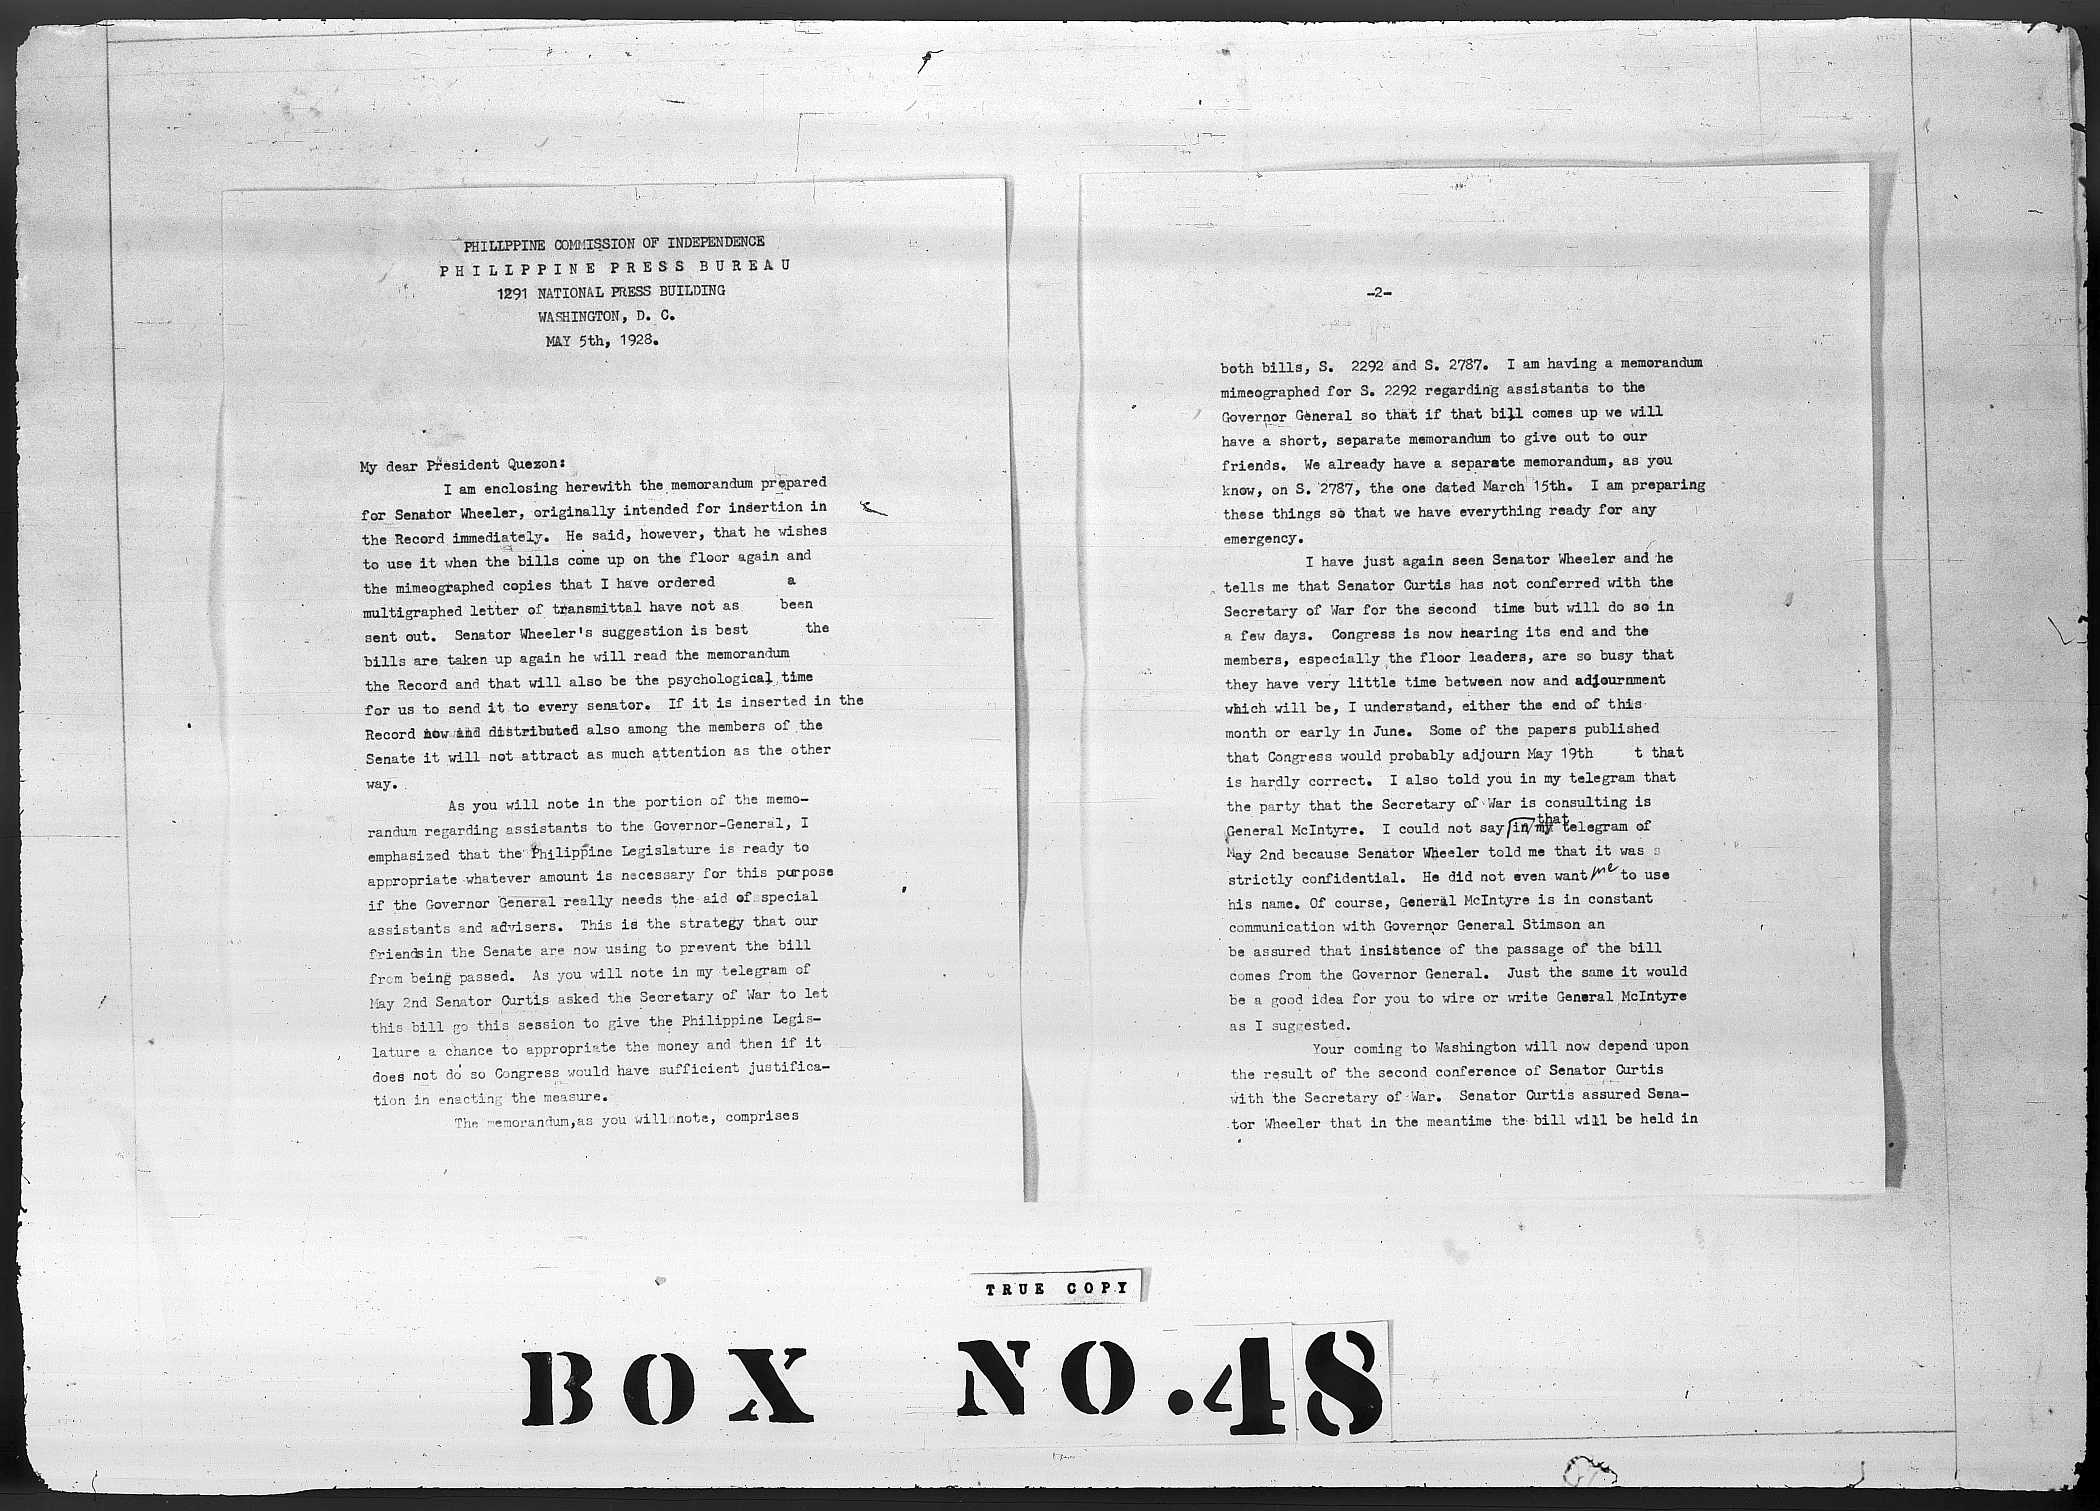 PHILLPPINE COMMISSION OF INDEPENDENCE
PHILIPPINE PRESS BUREAU
1291 NATIONAL PRESS BUILDING
WASHINGTON, D. C.
MAY 5th, 1928.
My dear President Quezon:
I am enclosing herewith the memorandum prepared
for Senator Wheeler, originally intended for insertion in
the Record immediately. He said, however, that he wishes
to use it when the bills come up on the floor again and
the mimeographed copies that I have ordered a
multigraphed letter of transmittal have not as been
sent out. Senator Wheeler's suggestion is best the
bills are taken up again he will read the memorandum
the Record and that will also be the psychological time
for us to send it to every senator. If it is inserted in the
Record now and distributed also among the members of the
Senate it will not attract as much attention as the other
way.
As you will note in the portion of the memo-
randum regarding assistants to the Governor-General, I
emphasized that the Philippine Legislature is ready to
appropriate whatever amount is necessary for this purpose
if the Governor General really needs the aid of special
assistants and advisers. This is the strategy that our
friends in the Senate are now using to prevent the bill
from being passed. As you will note in my telegram of
May 2nd Senator Curtis asked the Secretary of War to let
this bill go this session to give the Philippine Legis-
lature a chance to appropriate the money and then if it
does not do so Congress would have sufficient justifica-
tion in enacting the measure.
The memorandum,as you will note, comprises
-2-
both bills, S. 2292 and S. 2787. I am having a memorandum
mimeographed for S. 2292 regarding assistants to the
Governor General so that if that bill comes up we will
have a short, separate memorandum to give out to our
friends. We already have a separate memorandum, as you
know, on S. 2787, the one dated March 15th. I am preparing
these things so that we have everything ready for any
emergency.
I have just again seen Senator Wheeler and he
tells me that Senator Curtis has not conferred with the
Secretary of War for the second time but will do so in
a few days. Congress is now hearing its end and the
members, especially the floor leaders, are so busy that
they have very little time between now and adjournment
which will be, I understand, either the end of this
month or early in June. Some of the papers published
that Congress would probably adjourn May 19th t that
is hardly correct. I also told you in my telegram that
the party that the Secretary of War is consulting is
General McIntyre. I could not say that in my telegram of
May 2nd because Senator Wheeler told me that it was s
strictly confidential. He did not even want me to use
his name. Of course, General McIntyre is in constant
communication with Governor General Stimson an
be assured that insistence of the passage of the bill
comes from the Governor General. Just the same it would
be a good idea for you to wire or write General McIntyre
as I suggested.
Your coming to Washington will now depend upon
the result of the second conference of Senator Curtis
with the Secretary of War. Senator Curtis assured Sena-
tor Wheeler that in the meantime the bill will be held in
TRUE COPY
BOX NO.48